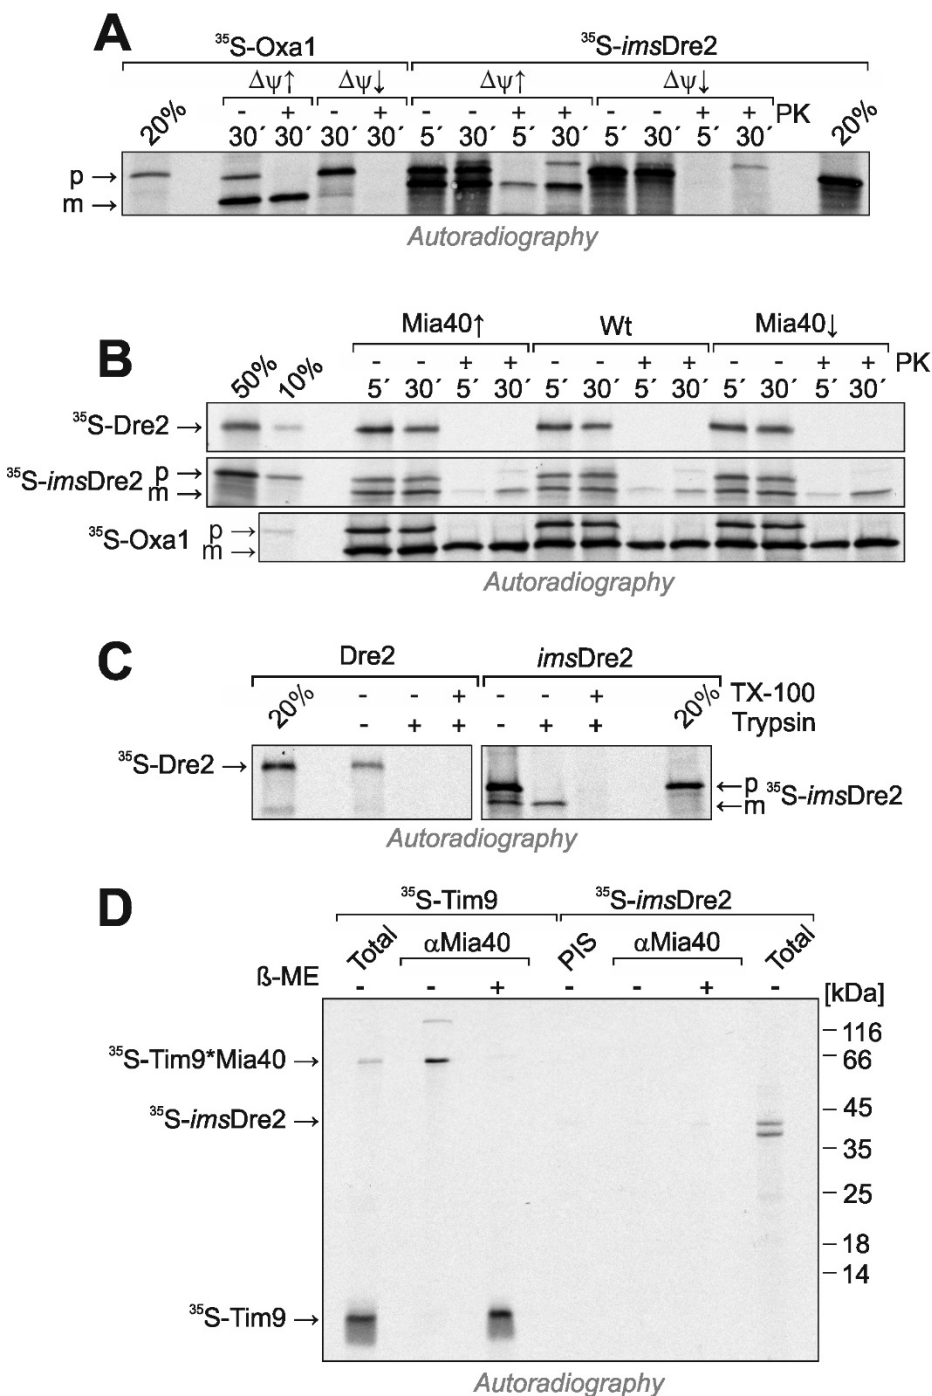 A
³⁵S-Oxa1 ³⁵S-imsDre2
Δψ↑ Δψ↓ Δψ↑ Δψ↓
20% - + - + - - + + - - + + PK 20%
30´ 30´ 30´ 30´ 5´ 30´ 5´ 30´ 5´ 30´ 5´ 30´
p →
m →
Autoradiography
B
Mia40↑ Wt Mia40↓
50% 10% - - + + - - + + - - + + PK
5´ 30´ 5´ 30´ 5´ 30´ 5´ 30´ 5´ 30´ 5´ 30´
³⁵S-Dre2 →
³⁵S-imsDre2 p →
m →
³⁵S-Oxa1 p →
m →
Autoradiography
C
Dre2 imsDre2
20% - - + - - + 20% TX-100
- + + - + + Trypsin
³⁵S-Dre2 → ←p ³⁵S-imsDre2
←m
Autoradiography
D
³⁵S-Tim9 ³⁵S-imsDre2
Total αMia40 PIS αMia40 Total
ß-ME - - + - - + - [kDa]
116
³⁵S-Tim9*Mia40 → 66
45
³⁵S-imsDre2 →
35
25
18
14
³⁵S-Tim9 →
Autoradiography